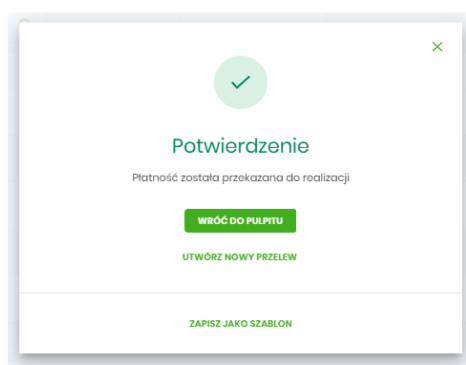 Potwierdzenie
Płatność została przekazana do realizacji
WRÓĆ DO PULPITU
UTWÓRZ NOWY PRZELEW
ZAPISZ JAKO SZABLON